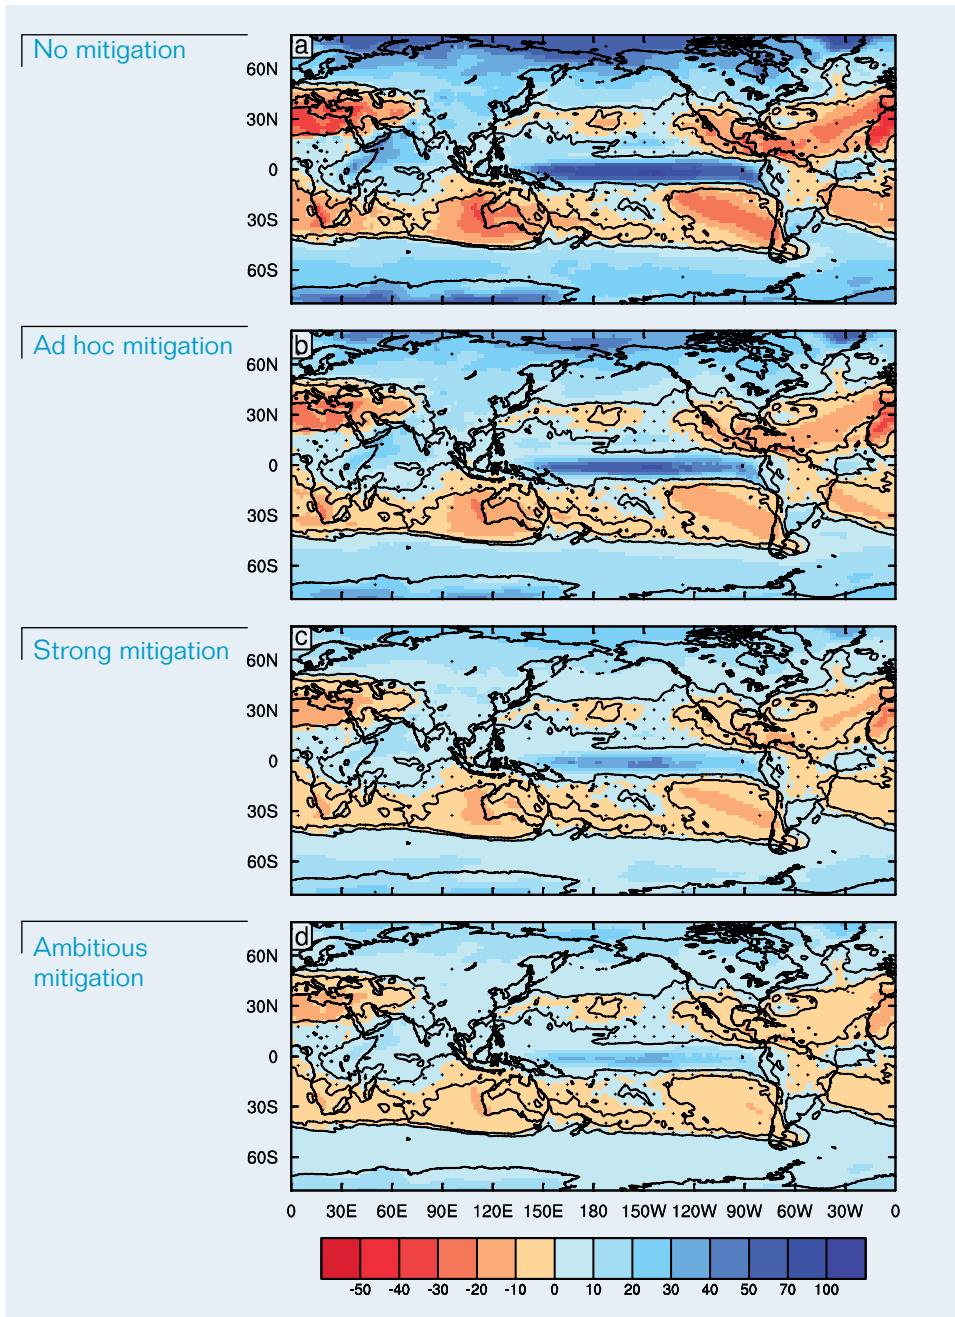 No mitigation
a
60N
30N
0
30S
60S
Ad hoc mitigation
b
60N
30N
0
30S
60S
Strong mitigation
c
60N
30N
0
30S
60S
Ambitious
mitigation
d
60N
30N
0
30S
60S
0 30E 60E 90E 120E 150E 180 150W 120W 90W 60W 30W 0
-50 -40 -30 -20 -10 0 10 20 30 40 50 70 100